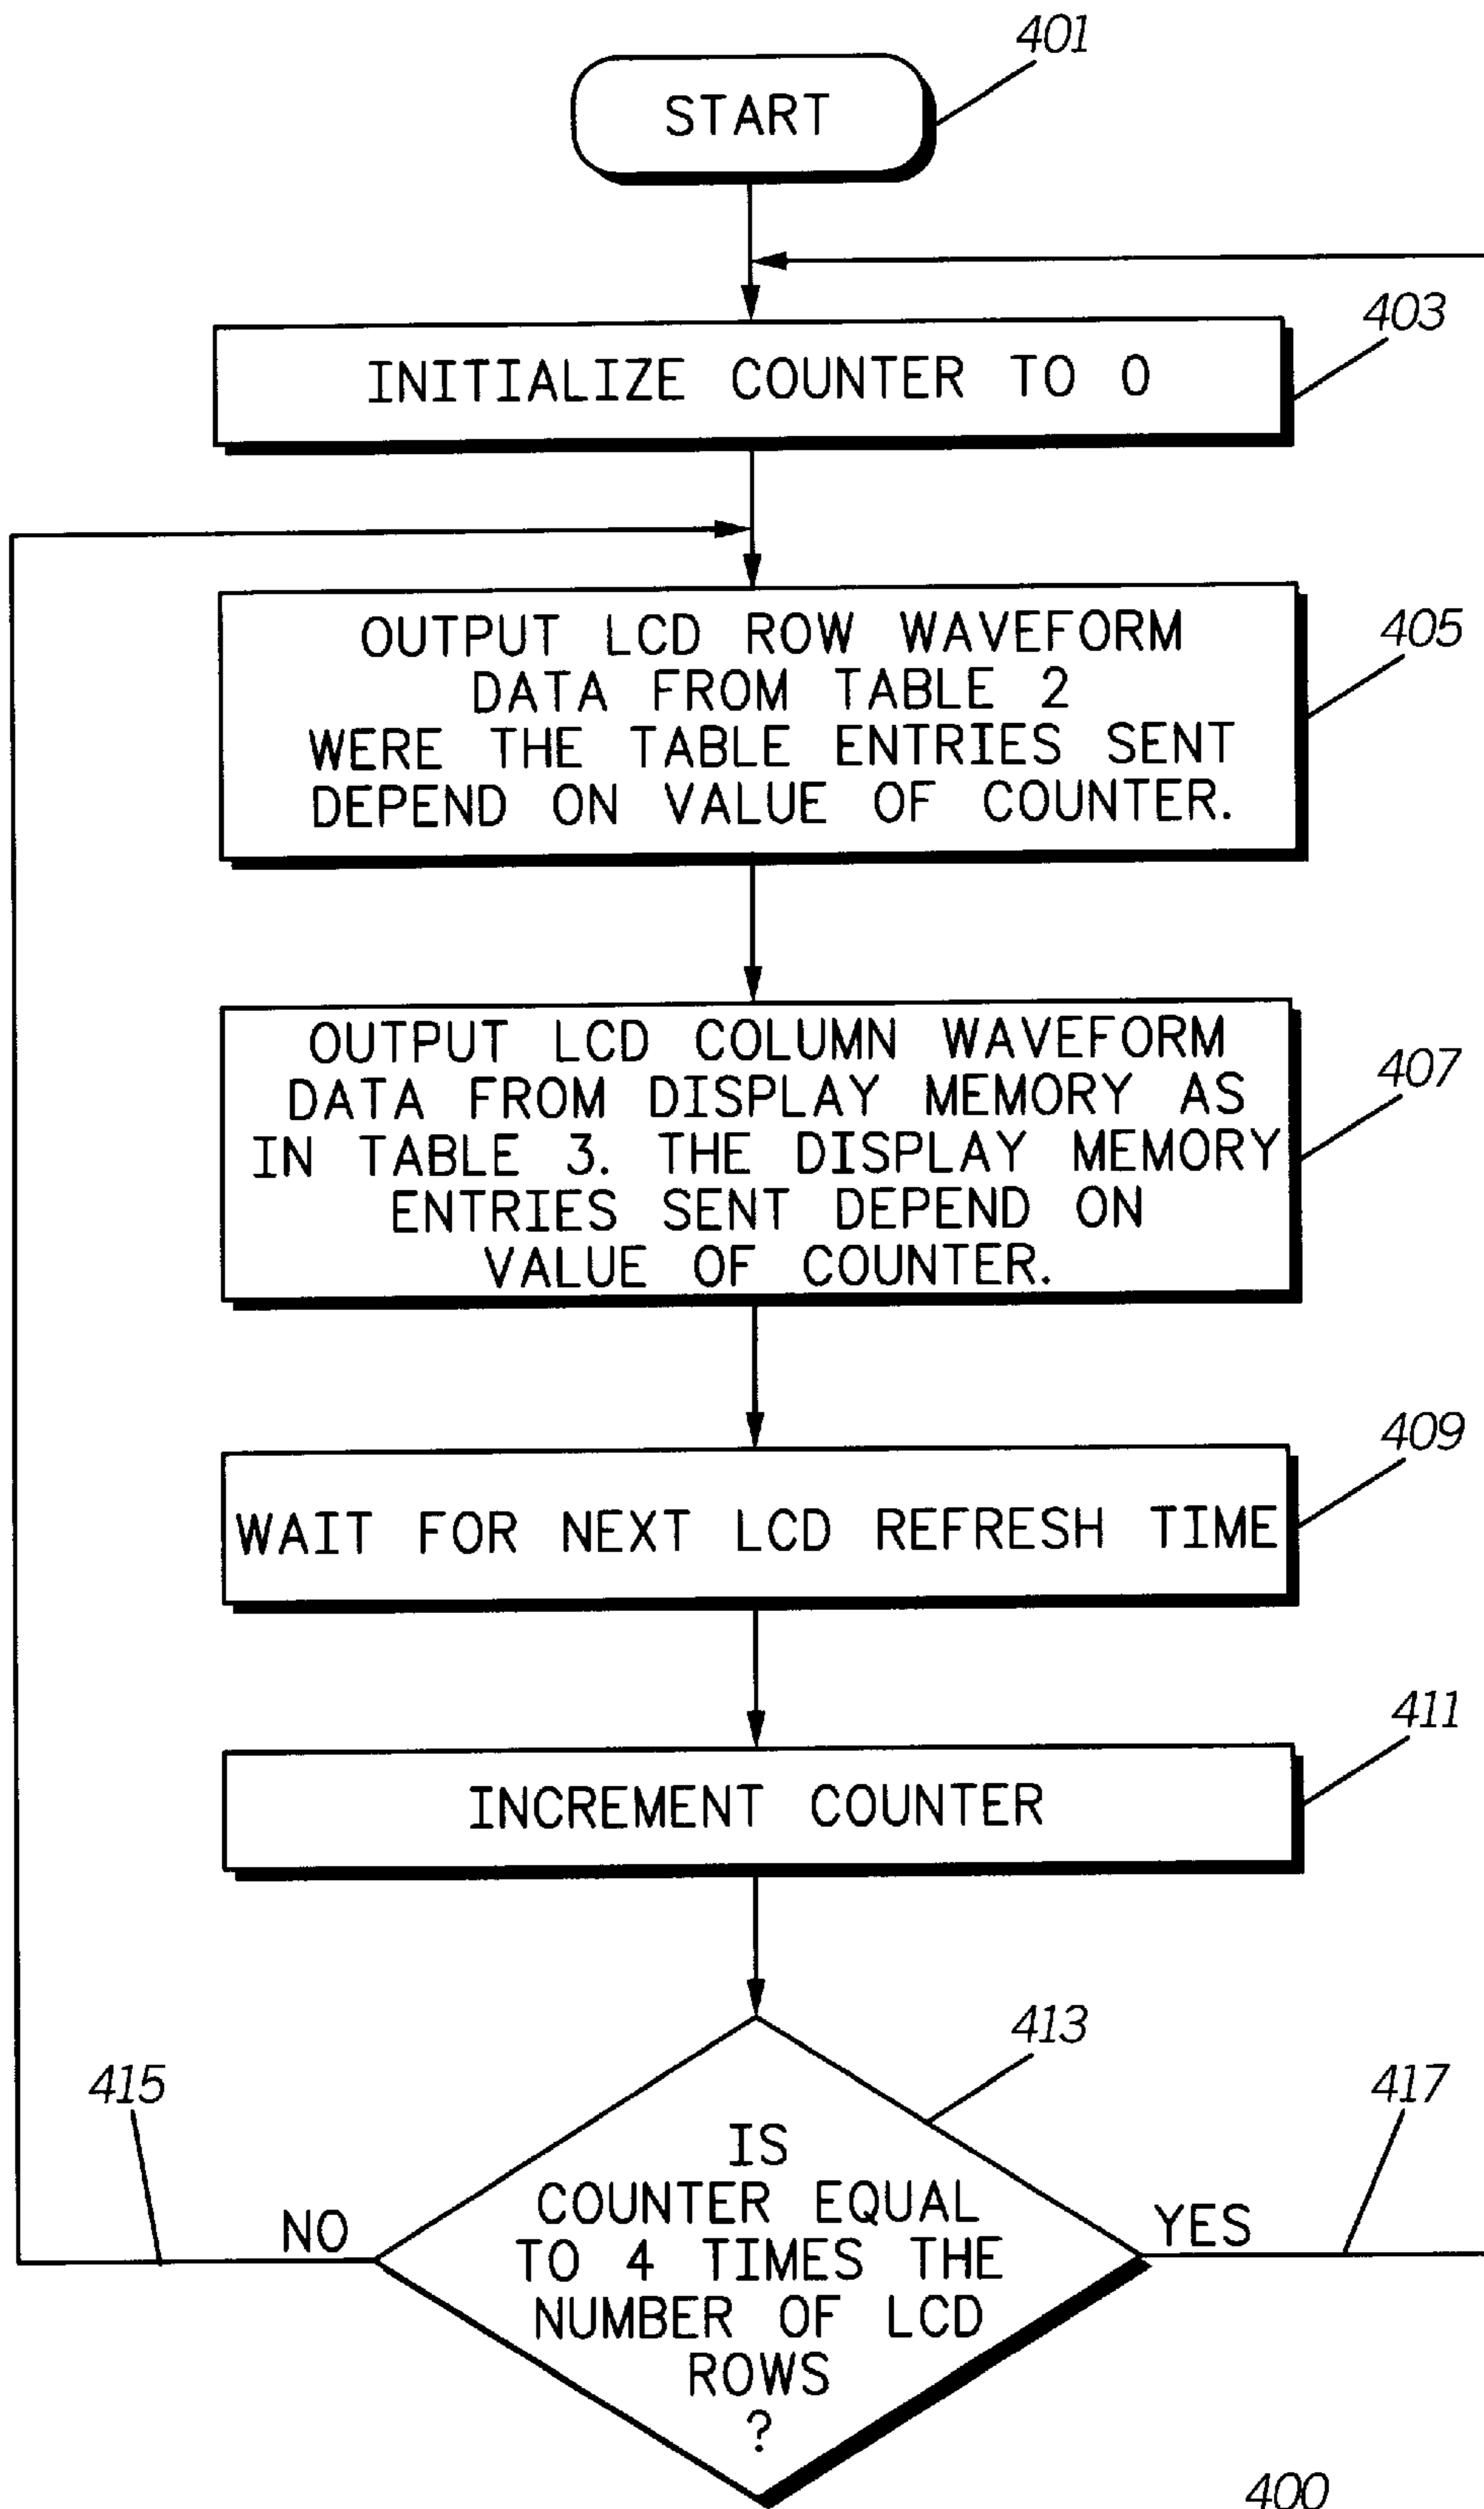 401
START
403
INITIALIZE COUNTER TO 0
405
OUTPUT LCD ROW WAVEFORM
DATA FROM TABLE 2
WERE THE TABLE ENTRIES SENT
DEPEND ON VALUE OF COUNTER.
407
OUTPUT LCD COLUMN WAVEFORM
DATA FROM DISPLAY MEMORY AS
IN TABLE 3. THE DISPLAY MEMORY
ENTRIES SENT DEPEND ON
VALUE OF COUNTER.
409
WAIT FOR NEXT LCD REFRESH TIME
411
INCREMENT COUNTER
413
415
417
NO
YES
IS
COUNTER EQUAL
TO 4 TIMES THE
NUMBER OF LCD
ROWS
?
400